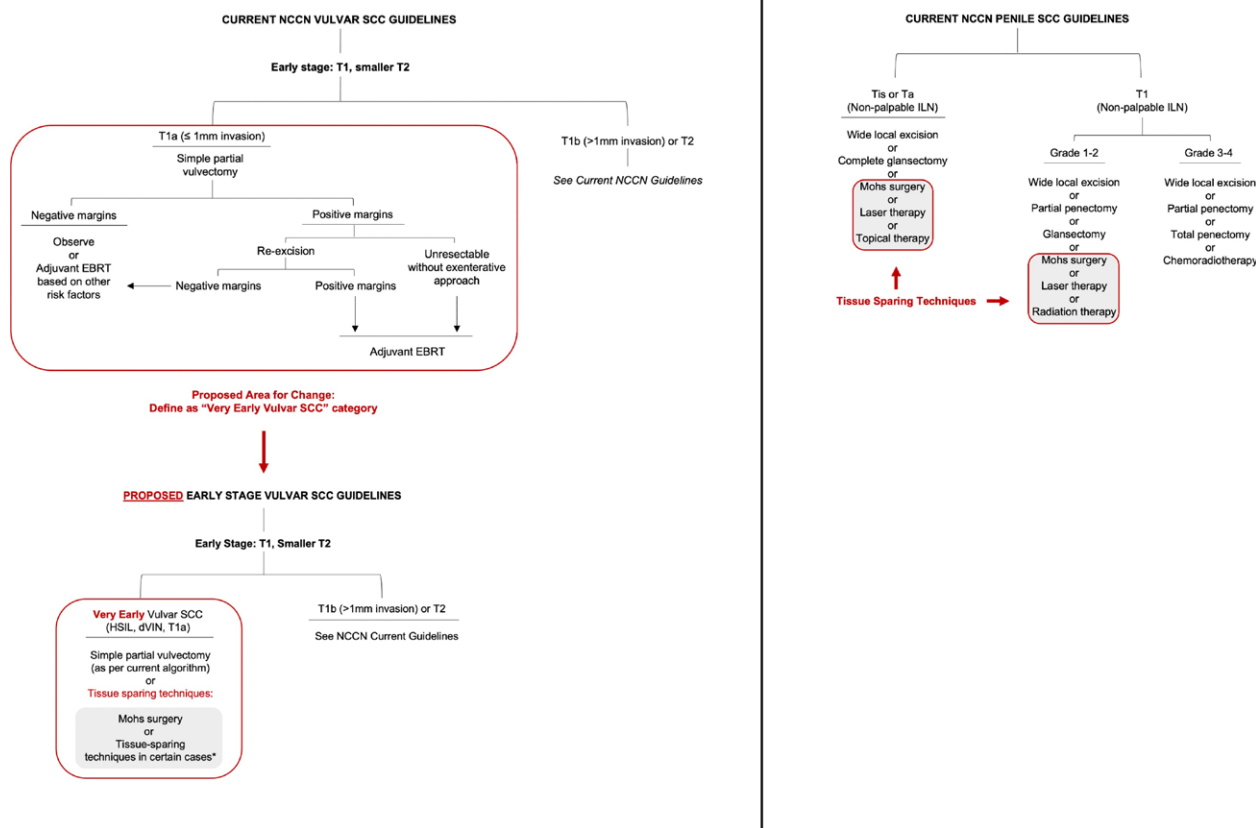 CURRENT NCCN VULVAR SCC GUIDELINES
Early stage: T1, smaller T2
T1a (≤ 1mm invasion)
Simple partial
vulvectomy
T1b (>1mm invasion) or T2
See Current NCCN Guidelines
Negative margins
Observe
or
Adjuvant EBRT
based on other
risk factors
Positive margins
Re-excision
Unresectable
without exenterative
approach
Negative margins
Positive margins
Adjuvant EBRT
Proposed Area for Change:
Define as “Very Early Vulvar SCC” category
PROPOSED EARLY STAGE VULVAR SCC GUIDELINES
Early Stage: T1, Smaller T2
Very Early Vulvar SCC
(HSIL, dVIN, T1a)
Simple partial vulvectomy
(as per current algorithm)
or
Tissue sparing techniques:
Mohs surgery
or
Tissue-sparing
techniques in certain cases*
T1b (>1mm invasion) or T2
See NCCN Current Guidelines
CURRENT NCCN PENILE SCC GUIDELINES
Tis or Ta
(Non-palpable ILN)
Wide local excision
or
Complete glansectomy
or
Mohs surgery
or
Laser therapy
or
Topical therapy
Tissue Sparing Techniques
T1
(Non-palpable ILN)
Grade 1-2
Wide local excision
or
Partial penectomy
or
Glansectomy
or
Mohs surgery
or
Laser therapy
or
Radiation therapy
Grade 3-4
Wide local excision
or
Partial penectomy
or
Total penectomy
or
Chemoradiotherapy